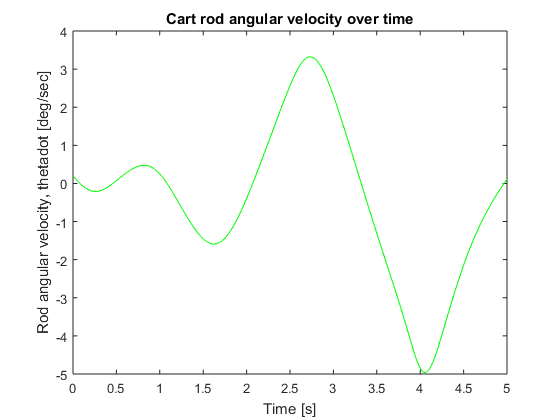 Cart rod angular velocity over time
Rod angular velocity, thetadot [deg/sec]
4
3
2
1
0
-1
-2
-3
-4
-5
0 0.5 1 1.5 2 2.5 3 3.5 4 4.5 5
Time [s]